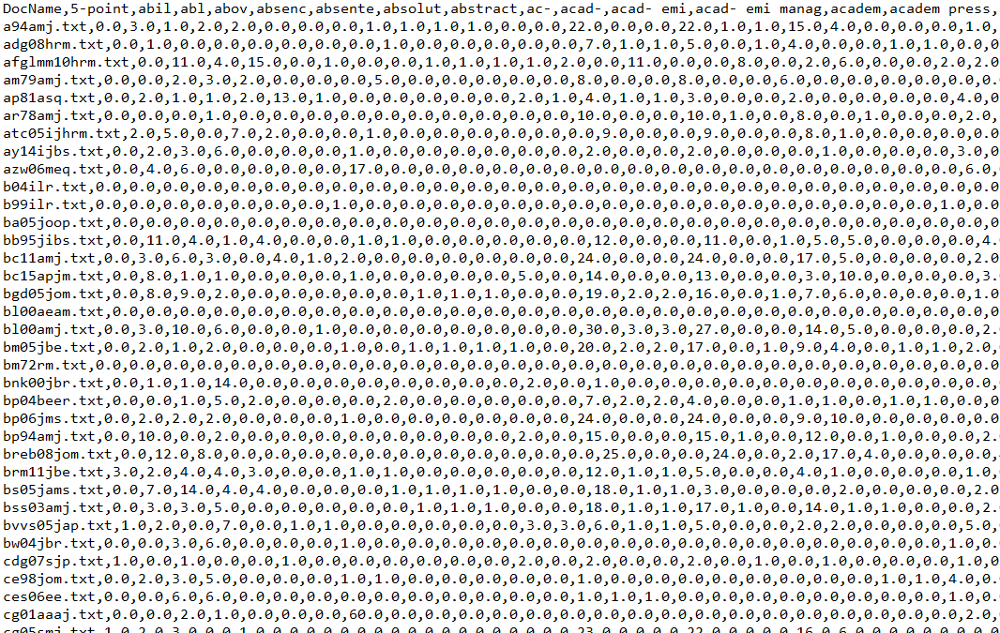 DocName,5-point,abil,abl,abov,absenc,absente,absolut,abstract,ac-,acad-,acad- emi,acad- emi manag,academ,academ press,
a94amj.txt,0.0,3.0,1.0,2.0,2.0,0.0,0.0,0.0,1.0,1.0,1.0,0.0,0.0,22.0,0.0,0.0,22.0,1.0,1.0,15.0,4.0,0.0,0.0,0.0,1.0,
adg08hrm.txt,0.0,1.0,0.0,0.0,0.0,0.0,0.0,1.0,0.0,1.0,0.0,0.0,0.0,7.0,1.0,1.0,5.0,0.0,1.0,4.0,0.0,0.0,1.0,1.0,0.0,0
afglmm10hrm.txt,0.0,11.0,4.0,15.0,0.0,1.0,0.0,0.0,1.0,1.0,1.0,1.0,2.0,0.0,11.0,0.0,0.0,8.0,0.0,2.0,6.0,0.0,0.0,2.0,2.0
am79amj.txt,0.0,0.0,2.0,3.0,2.0,0.0,0.0,0.0,5.0,0.0,0.0,0.0,0.0,0.0,8.0,0.0,0.0,8.0,0.0,0.0,6.0,0.0,0.0,0.0,0.0,0.
ap81asq.txt,0.0,2.0,1.0,1.0,2.0,13.0,1.0,0.0,0.0,0.0,0.0,0.0,2.0,1.0,4.0,1.0,1.0,3.0,0.0,0.0,2.0,0.0,0.0,0.0,0.0,4.0,
ar78amj.txt,0.0,0.0,0.0,1.0,0.0,0.0,0.0,0.0,0.0,0.0,0.0,0.0,0.0,0.0,10.0,0.0,0.0,10.0,1.0,0.0,8.0,0.0,1.0,0.0,0.0,2.0,
atc05ijhrm.txt,2.0,5.0,0.0,7.0,2.0,0.0,0.0,1.0,0.0,0.0,0.0,0.0,0.0,0.0,9.0,0.0,0.0,9.0,0.0,0.0,8.0,1.0,0.0,0.0,0.0,0
ay14ijbs.txt,0.0,2.0,3.0,6.0,0.0,0.0,0.0,1.0,0.0,0.0,0.0,0.0,0.0,0.0,2.0,0.0,0.0,2.0,0.0,0.0,0.0,1.0,0.0,0.0,0.0,3.0,
azw06meq.txt,0.0,4.0,6.0,0.0,0.0,0.0,0.0,17.0,0.0,0.0,0.0,0.0,0.0,0.0,0.0,0.0,0.0,0.0,0.0,0.0,0.0,0.0,0.0,0.0,0.0,6.0,
b04ilr.txt,0.0,0.0,0.0,0.0,0.0,0.0,0.0,0.0,0.0,0.0,0.0,0.0,0.0,0.0,0.0,0.0,0.0,0.0,0.0,0.0,0.0,0.0,0.0,0.0,0.0,0.0
b99ilr.txt,0.0,0.0,0.0,0.0,0.0,0.0,0.0,1.0,0.0,0.0,0.0,0.0,0.0,0.0,0.0,0.0,0.0,0.0,0.0,0.0,0.0,0.0,0.0,0.0,0.0,1.0,0.0
ba05joop.txt,0.0,0.0,0.0,0.0,0.0,0.0,0.0,0.0,0.0,0.0,0.0,0.0,0.0,0.0,0.0,0.0,0.0,0.0,0.0,0.0,0.0,0.0,0.0,0.0,0.0,0.0,0
bb95jibs.txt,0.0,11.0,4.0,1.0,4.0,0.0,0.0,1.0,1.0,0.0,0.0,0.0,0.0,0.0,12.0,0.0,0.0,11.0,0.0,1.0,5.0,5.0,0.0,0.0,0.0,0.0,4.
bc11amj.txt,0.0,3.0,6.0,3.0,0.0,4.0,1.0,2.0,0.0,0.0,0.0,0.0,0.0,0.0,24.0,0.0,0.0,24.0,0.0,0.0,17.0,5.0,0.0,0.0,0.0,2.0
bc15apjm.txt,0.0,8.0,1.0,1.0,0.0,0.0,0.0,1.0,0.0,0.0,0.0,0.0,5.0,0.0,14.0,0.0,0.0,13.0,0.0,0.0,3.0,10.0,0.0,0.0,0.0,3.
bgd05jom.txt,0.0,8.0,9.0,2.0,0.0,0.0,0.0,0.0,0.0,1.0,1.0,1.0,0.0,0.0,19.0,2.0,2.0,16.0,0.0,1.0,7.0,6.0,0.0,0.0,0.0,1.0
bl00aeam.txt,0.0,0.0,0.0,0.0,0.0,0.0,0.0,0.0,0.0,0.0,0.0,0.0,0.0,0.0,0.0,0.0,0.0,0.0,0.0,0.0,0.0,0.0,0.0,0.0,0.0,0.0,0
bl00amj.txt,0.0,3.0,10.0,6.0,0.0,0.0,1.0,0.0,0.0,0.0,0.0,0.0,0.0,0.0,30.0,3.0,3.0,27.0,0.0,0.0,14.0,5.0,0.0,0.0,0.0,2.
bm05jbe.txt,0.0,2.0,1.0,2.0,0.0,0.0,0.0,1.0,0.0,1.0,1.0,1.0,1.0,0.0,20.0,2.0,2.0,17.0,0.0,1.0,9.0,4.0,0.0,1.0,1.0,2.0
bm72rm.txt,0.0,0.0,0.0,0.0,0.0,0.0,0.0,0.0,0.0,0.0,0.0,0.0,0.0,0.0,0.0,0.0,0.0,0.0,0.0,0.0,0.0,0.0,0.0,0.0,0.0,0.0
bnk00jbr.txt,0.0,1.0,1.0,14.0,0.0,0.0,0.0,0.0,0.0,0.0,0.0,0.0,2.0,0.0,1.0,0.0,0.0,0.0,0.0,0.0,0.0,0.0,0.0,0.0,0.0,0.0
bp04beer.txt,0.0,0.0,1.0,5.0,2.0,0.0,0.0,0.0,2.0,0.0,0.0,0.0,0.0,0.0,7.0,2.0,2.0,4.0,0.0,0.0,1.0,1.0,0.0,1.0,1.0,0.0
bp06jms.txt,0.0,2.0,2.0,2.0,0.0,0.0,0.0,1.0,0.0,0.0,0.0,0.0,0.0,0.0,24.0,0.0,0.0,24.0,0.0,0.0,9.0,10.0,0.0,0.0,0.0,0.0
bp94amj.txt,0.0,10.0,0.0,2.0,0.0,0.0,0.0,0.0,0.0,0.0,0.0,0.0,2.0,0.0,15.0,0.0,0.0,15.0,1.0,0.0,12.0,0.0,1.0,0.0,0.0,2.
breb08jom.txt,0.0,12.0,8.0,0.0,0.0,0.0,0.0,0.0,0.0,0.0,0.0,0.0,0.0,0.0,25.0,0.0,0.0,24.0,0.0,2.0,17.0,4.0,0.0,0.0,0.0,4
brm11jbe.txt,3.0,2.0,4.0,4.0,3.0,0.0,0.0,1.0,1.0,0.0,0.0,0.0,0.0,0.0,12.0,1.0,1.0,5.0,0.0,0.0,4.0,1.0,0.0,0.0,0.0,1.0,
bs05jams.txt,0.0,7.0,14.0,4.0,4.0,0.0,0.0,0.0,1.0,1.0,1.0,1.0,0.0,0.0,18.0,1.0,1.0,3.0,0.0,0.0,0.0,2.0,0.0,0.0,0.0,2.0
bss03amj.txt,0.0,3.0,3.0,5.0,0.0,0.0,0.0,0.0,0.0,1.0,1.0,1.0,0.0,0.0,18.0,1.0,1.0,17.0,1.0,0.0,14.0,1.0,1.0,0.0,0.0,2.
bvvs05jap.txt,1.0,2.0,0.0,7.0,0.0,1.0,1.0,0.0,0.0,0.0,0.0,0.0,3.0,3.0,6.0,1.0,1.0,5.0,0.0,0.0,2.0,2.0,0.0,0.0,0.0,5.0,
bw04jbr.txt,0.0,0.0,3.0,6.0,0.0,0.0,0.0,1.0,0.0,0.0,0.0,0.0,0.0,0.0,0.0,0.0,0.0,0.0,0.0,0.0,0.0,0.0,0.0,0.0,0.0,1.0,0.
cdg07sjp.txt,1.0,0.0,1.0,0.0,0.0,1.0,0.0,0.0,0.0,0.0,0.0,0.0,2.0,0.0,2.0,0.0,0.0,2.0,0.0,1.0,0.0,1.0,0.0,0.0,0.0,1.0,0
ce98jom.txt,0.0,2.0,3.0,5.0,0.0,0.0,0.0,1.0,1.0,0.0,0.0,0.0,0.0,0.0,1.0,0.0,0.0,0.0,0.0,0.0,0.0,0.0,0.0,1.0,1.0,4.0,0
ces06ee.txt,0.0,0.0,6.0,6.0,0.0,0.0,0.0,0.0,0.0,0.0,0.0,0.0,0.0,0.0,1.0,1.0,1.0,0.0,0.0,0.0,0.0,0.0,0.0,0.0,0.0,1.0,0.
cg01aaaj.txt,0.0,0.0,2.0,1.0,0.0,0.0,0.0,60.0,0.0,0.0,0.0,0.0,0.0,0.0,0.0,0.0,0.0,0.0,0.0,0.0,0.0,0.0,0.0,0.0,0.0,2.0,